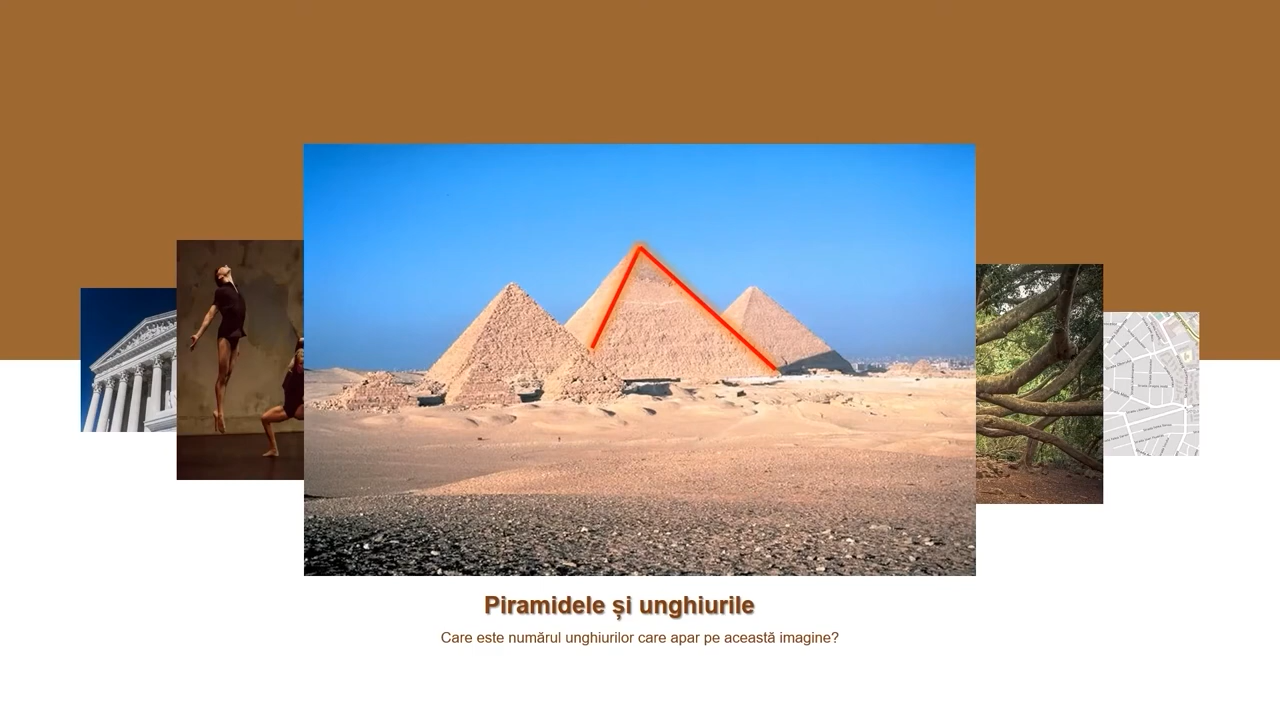 Piramidele și unghiurile
Care este numărul unghiurilor care apar pe această imagine?